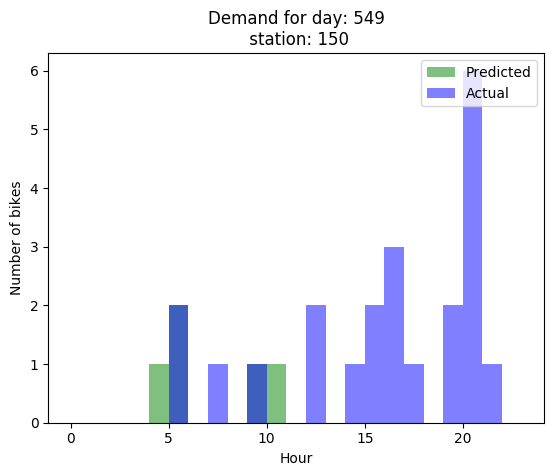 Demand for day: 549
station: 150
Predicted
Actual
Number of bikes
6
5
4
3
2
1
0
0 5 10 15 20
Hour